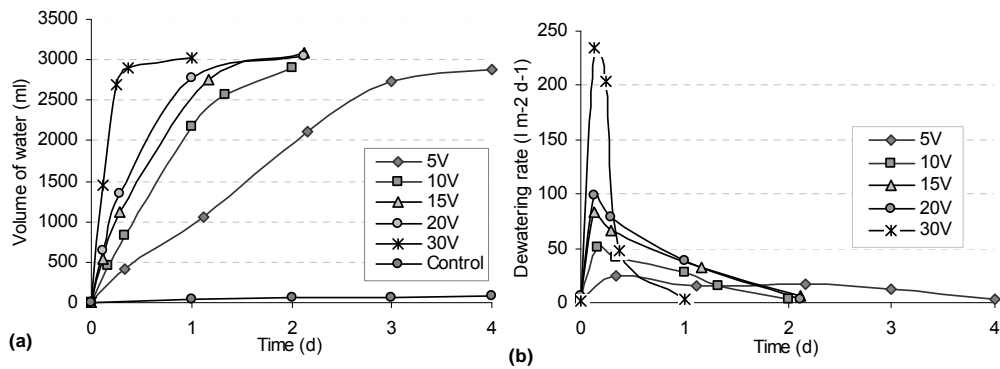 3500
3000
2500
2000
1500
1000
500
0
Volume of water (ml)
0 1 2 3 4
Time (d)
5V
10V
15V
20V
30V
Control
(a)
250
200
150
100
50
0
Dewatering rate (l m-2 d-1)
0 1 2 3 4
Time (d)
5V
10V
15V
20V
30V
(b)